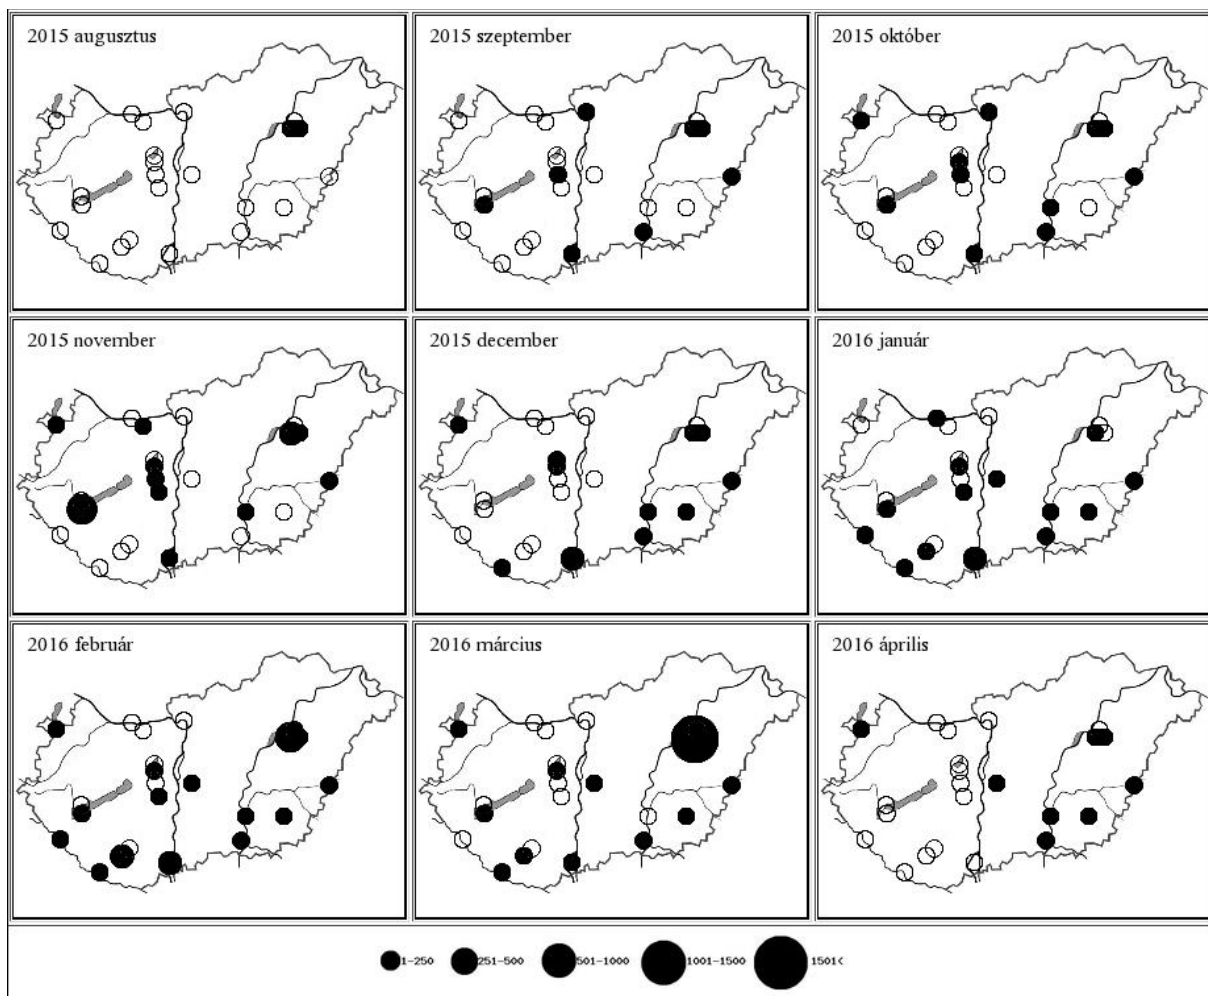 2015 augusztus
2015 szeptember
2015 október
2015 november
2015 december
2016 január
2016 február
2016 március
2016 április
1-250
251-500
501-1000
1001-1500
1501<